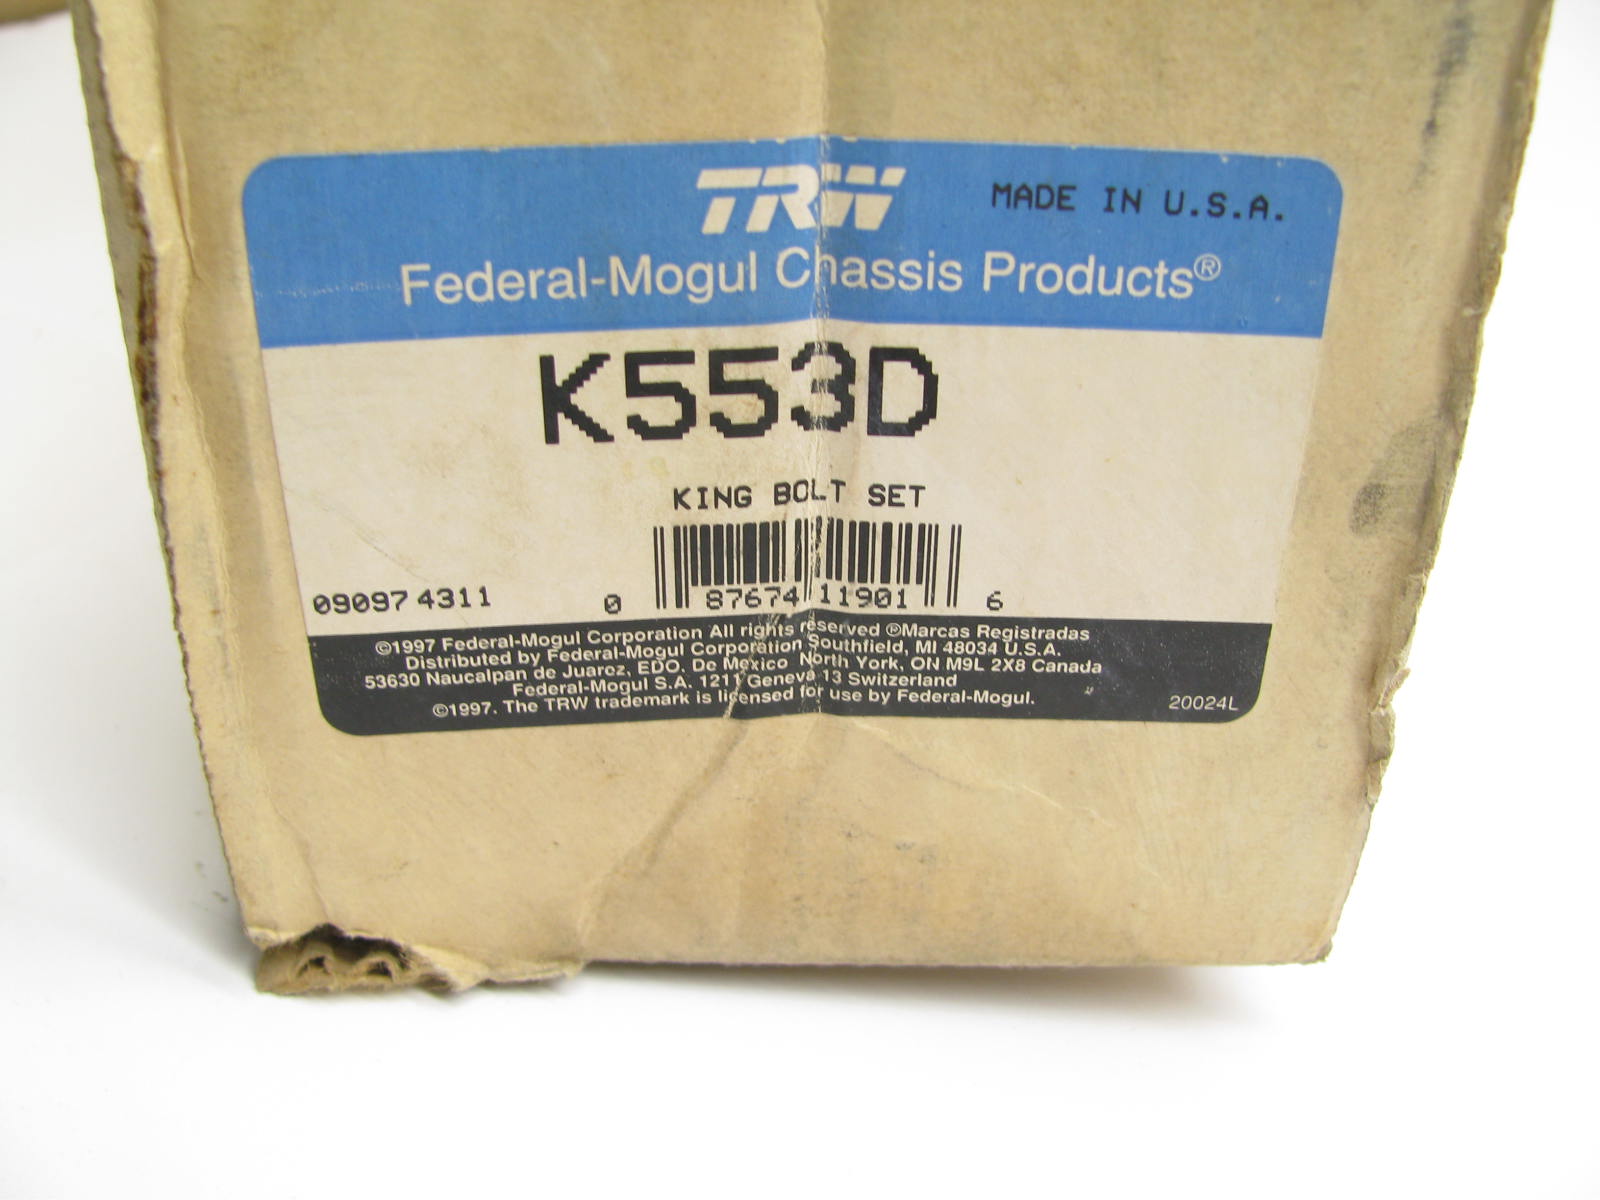 TRW MADE IN U.S.A.
Federal-Mogul Chassis Products®
K553D
KING BOLT SET
09097 4311 0 87674 11901 6
©1997 Federal-Mogul Corporation All rights reserved ®Marcas Registradas
Distributed by Federal-Mogul Corporation Southfield, MI 48034 U.S.A.
53630 Naucalpan de Juarez, EDO. De Mexico North York, ON M9L 2X8 Canada
Federal-Mogul S.A. 1211 Geneva 13 Switzerland
©1997. The TRW trademark is licensed for use by Federal-Mogul. 20024L